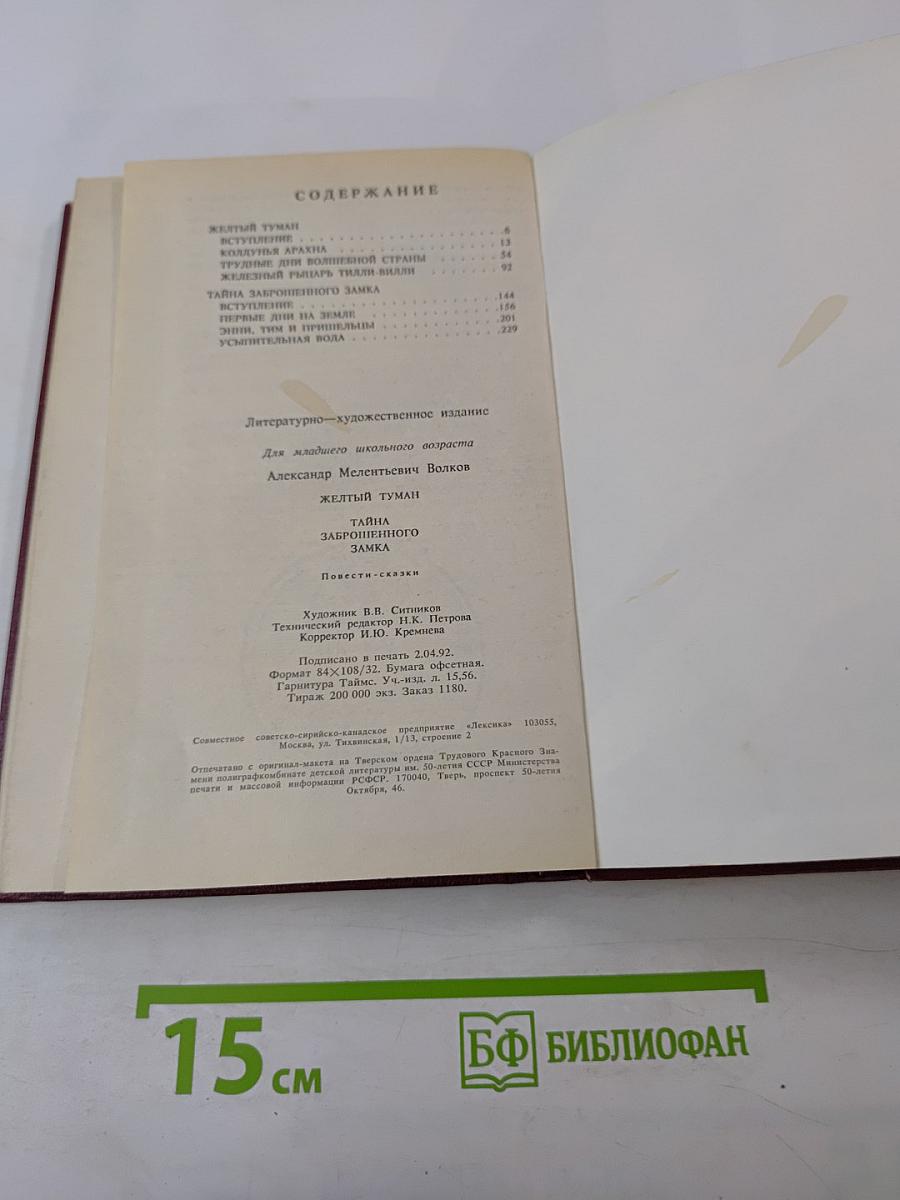 СОДЕРЖАНИЕ
ЖЕЛТЫЙ ТУМАН . . . . . . . . . . . . . . . . . . . . .6
ВСТУПЛЕНИЕ . . . . . . . . . . . . . . . . . . . . .13
КОЛДУНЬЯ АРАХНА . . . . . . . . . . . . . . . . .54
ТРУДНЫЕ ДНИ ВОЛШЕБНОЙ СТРАНЫ . . . . . .92
ЖЕЛЕЗНЫЙ РЫЦАРЬ ТИЛЛИ-ВИЛЛИ . . . . . . .
ТАЙНА ЗАБРОШЕННОГО ЗАМКА
ВСТУПЛЕНИЕ . . . . . . . . . . . . . . . . . . . . .144
ПЕРВЫЕ ДНИ НА ЗЕМЛЕ . . . . . . . . . . . . . .156
ЭННИ, ТИМ И ПРИШЕЛЬЦЫ . . . . . . . . . . . . .201
УСЫПИТЕЛЬНАЯ ВОДА . . . . . . . . . . . . . . . .229
Литературно—художественное издание
Для младшего школьного возраста
Александр Мелентьевич Волков
ЖЕЛТЫЙ ТУМАН
ТАЙНА
ЗАБРОШЕННОГО
ЗАМКА
Повести-сказки
Художник В.В. Ситников
Технический редактор Н.К. Петрова
Корректор И.Ю. Кремнева
Подписано в печать 2.04.92.
Формат 84×108/32. Бумага офсетная.
Гарнитура Таймс. Уч.-изд. л. 15,56.
Тираж 200 000 экз. Заказ 1180.
Совместное советско-сирийско-канадское предприятие «Лексика» 103055,
Москва, ул. Тихвинская, 1/13, строение 2
Отпечатано с оригинал-макета на Тверском ордена Трудового Красного Зна-
мени полиграфкомбинате детской литературы им. 50-летия СССР Министерства
печати и массовой информации РСФСР. 170040, Тверь, проспект 50-летия
Октября, 46.
15 см
БФ БИБЛИОФАН